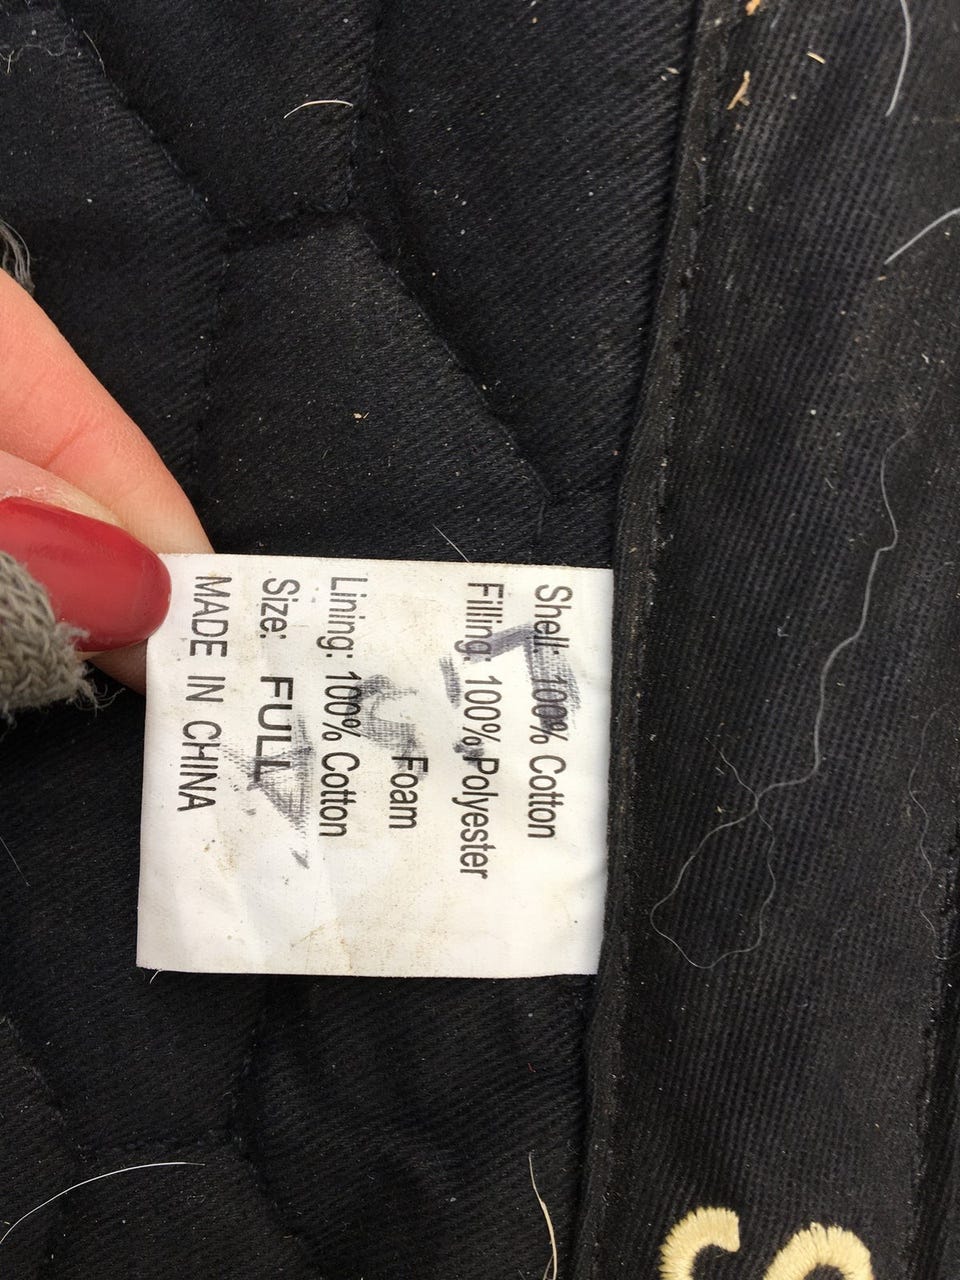 Shell: 100% Cotton
Filling: 100% Polyester
Foam
Lining: 100% Cotton
Size: FULL
MADE IN CHINA